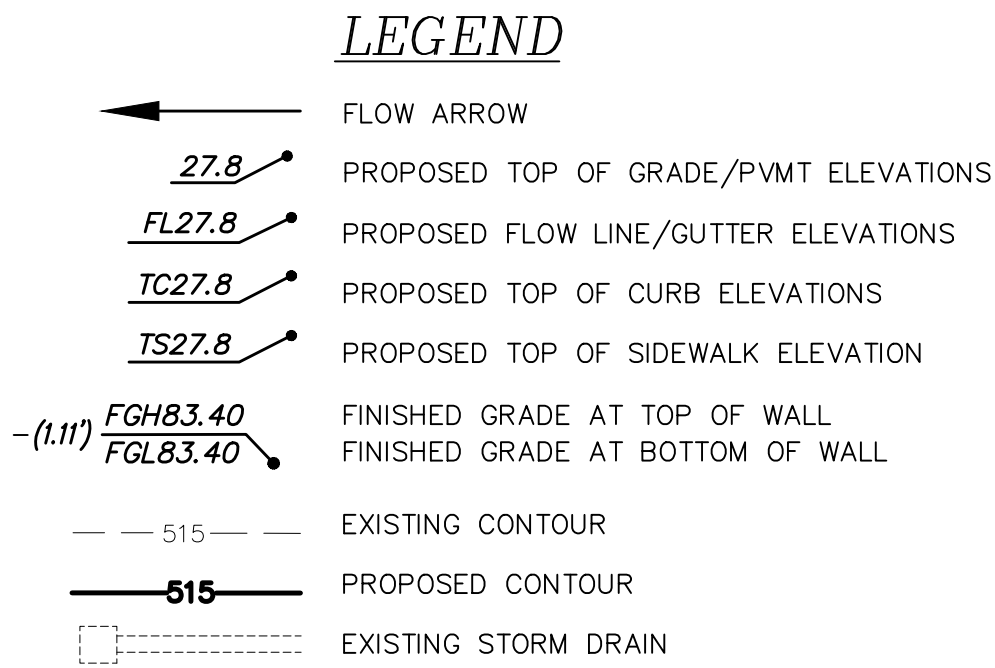 LEGEND
FLOW ARROW
27.8 PROPOSED TOP OF GRADE/PVMT ELEVATIONS
FL27.8 PROPOSED FLOW LINE/GUTTER ELEVATIONS
TC27.8 PROPOSED TOP OF CURB ELEVATIONS
TS27.8 PROPOSED TOP OF SIDEWALK ELEVATION
-(1.11') FGH83.40 FINISHED GRADE AT TOP OF WALL
FGL83.40 FINISHED GRADE AT BOTTOM OF WALL
515 EXISTING CONTOUR
515 PROPOSED CONTOUR
EXISTING STORM DRAIN